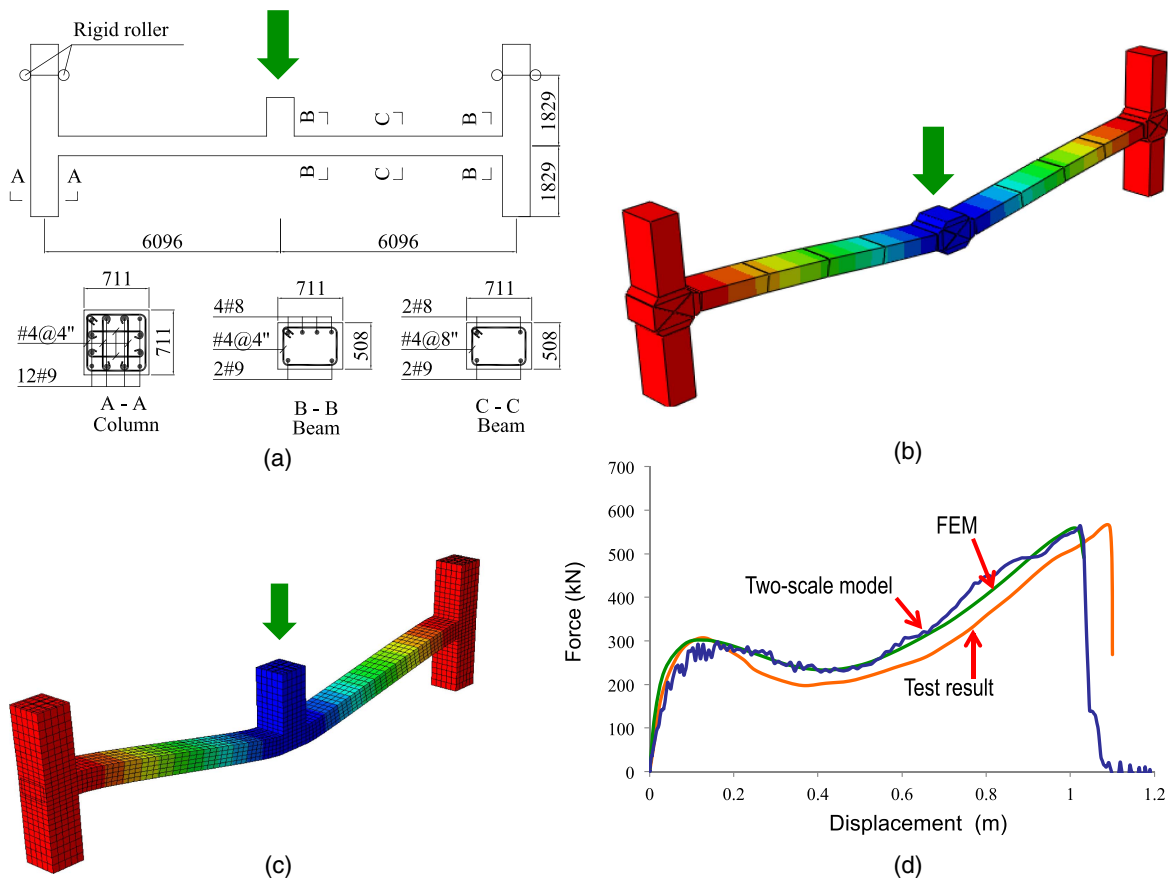 Rigid roller
B
C
B
1829
A
A
B
C
B
1829
6096
6096
711
711
711
4#8
2#8
#4@4"
711
#4@4"
508
#4@8"
508
12#9
2#9
2#9
A - A
Column
B - B
Beam
C - C
Beam
(a)
(b)
(c)
700
600
500
400
300
200
100
0
Force (kN)
FEM
Two-scale model
Test result
0
0.2
0.4
0.6
0.8
1
1.2
Displacement (m)
(d)